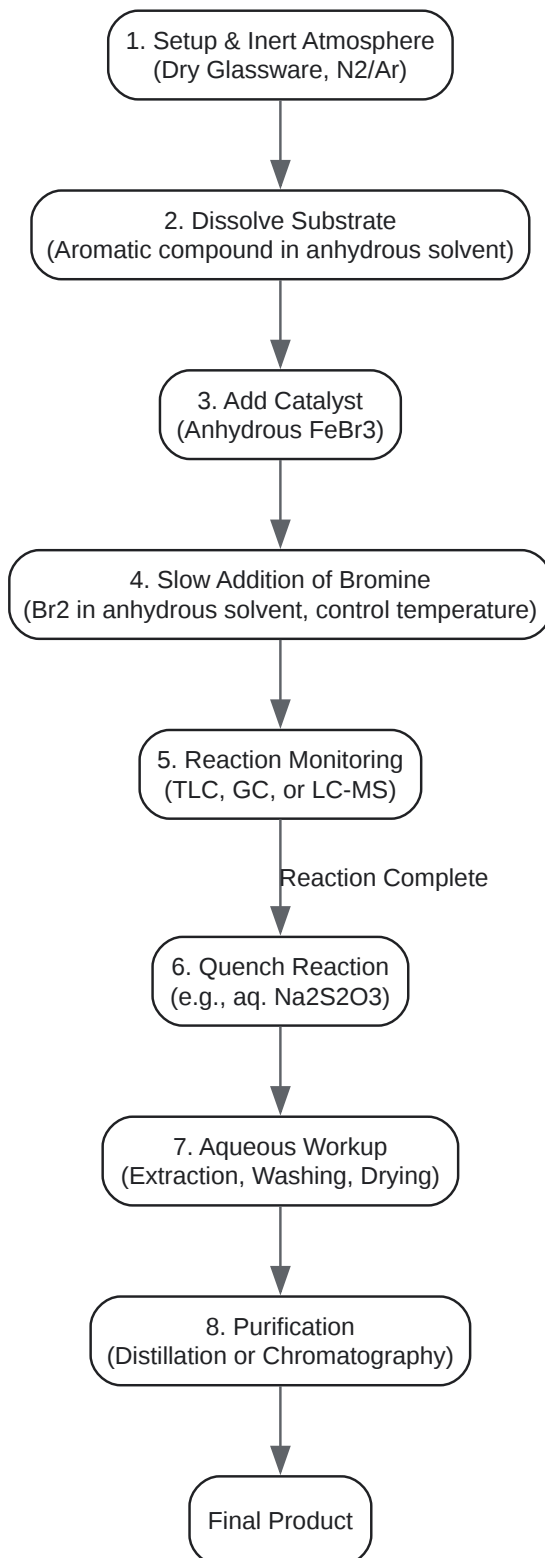 1. Setup & Inert Atmosphere
(Dry Glassware, N2/Ar)
2. Dissolve Substrate
(Aromatic compound in anhydrous solvent)
3. Add Catalyst
(Anhydrous FeBr3)
4. Slow Addition of Bromine
(Br2 in anhydrous solvent, control temperature)
5. Reaction Monitoring
(TLC, GC, or LC-MS)
Reaction Complete
6. Quench Reaction
(e.g., aq. Na2S2O3)
7. Aqueous Workup
(Extraction, Washing, Drying)
8. Purification
(Distillation or Chromatography)
Final Product